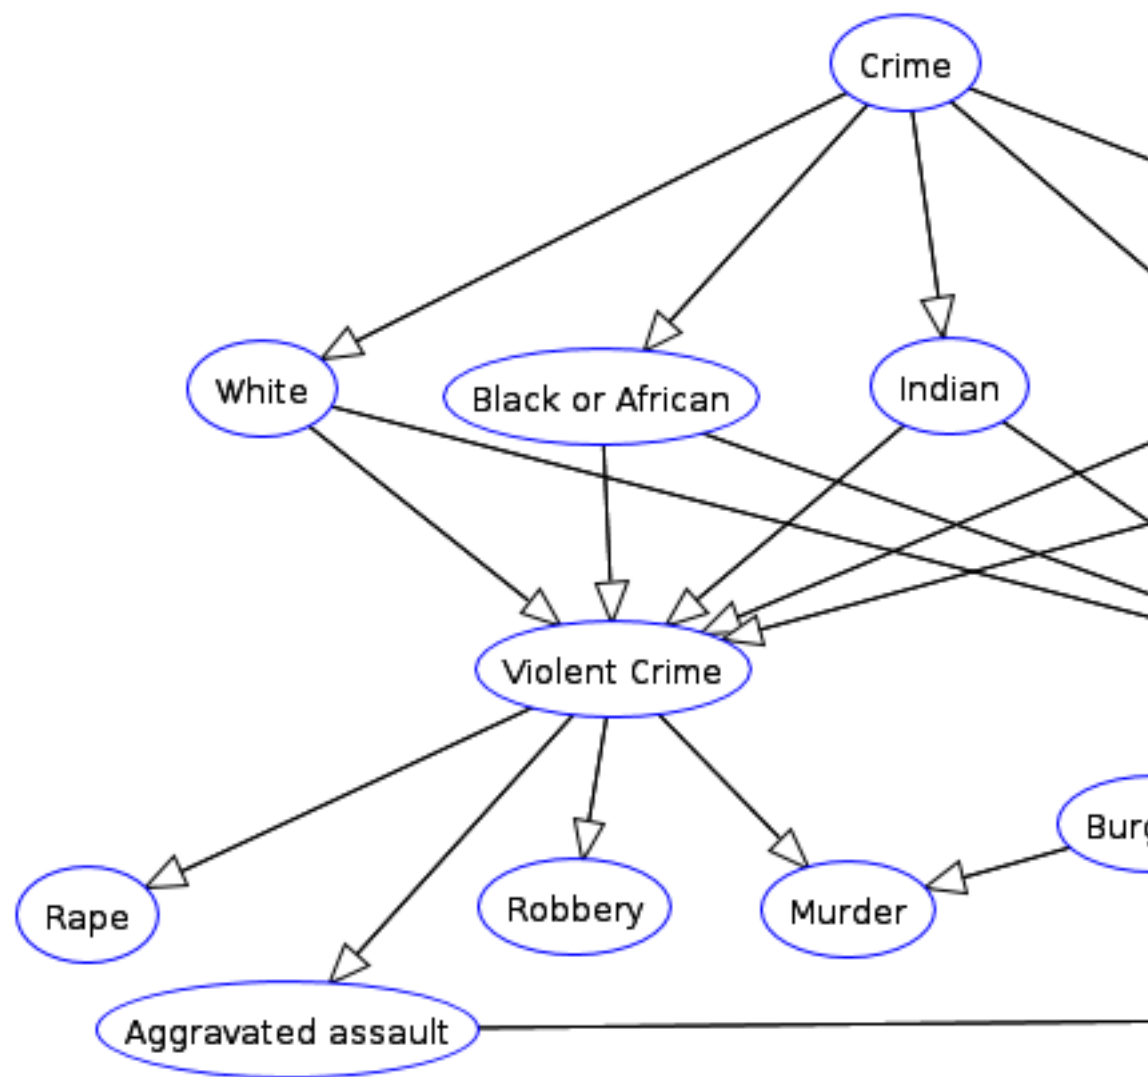 Crime
White
Black or African
Indian
Violent Crime
Rape
Robbery
Murder
Aggravated assault